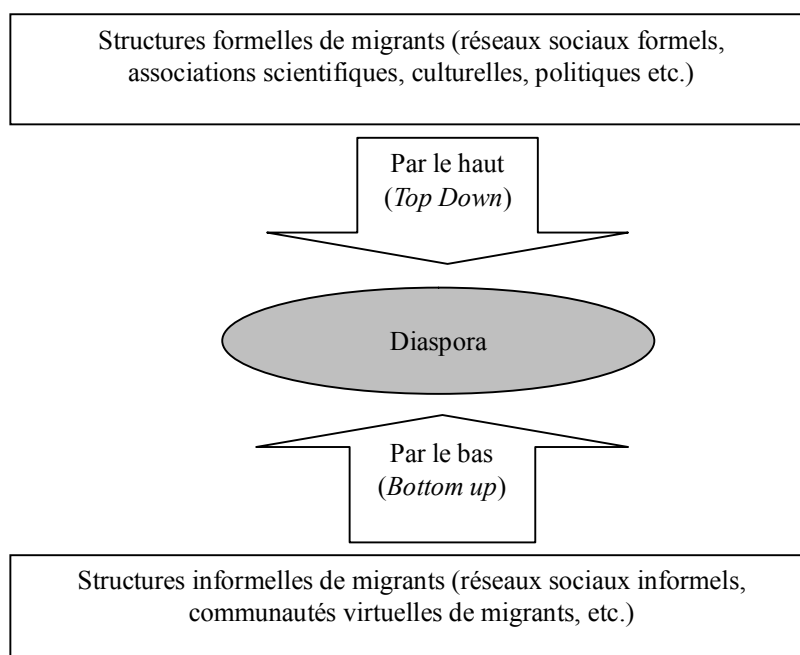 Structures formelles de migrants (réseaux sociaux formels,
associations scientifiques, culturelles, politiques etc.)
Par le haut
(Top Down)
Diaspora
Par le bas
(Bottom up)
Structures informelles de migrants (réseaux sociaux informels,
communautés virtuelles de migrants, etc.)